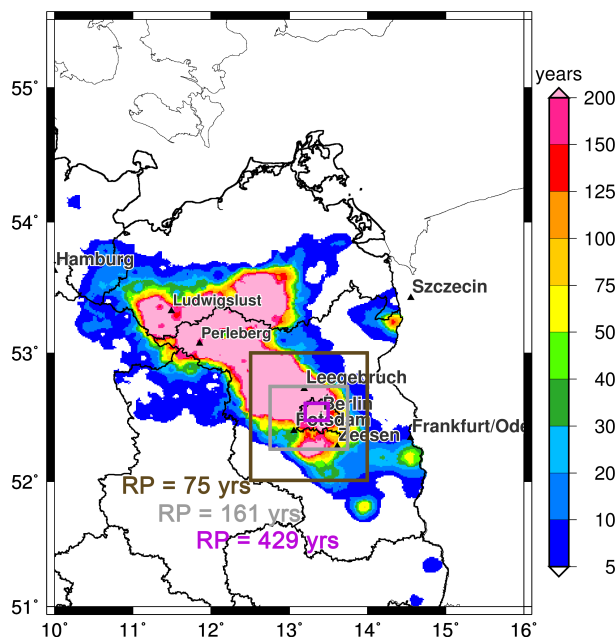 years
200
150
125
100
75
50
40
30
20
10
5
55°
54°
53°
52°
51°
Hamburg
Ludwigslust
Szczecin
Perleberg
Leegebruch
Berlin
Potsdam
Zeesen
Frankfurt/Ode
RP = 75 yrs
RP = 161 yrs
RP = 429 yrs
10°
11°
12°
13°
14°
15°
16°